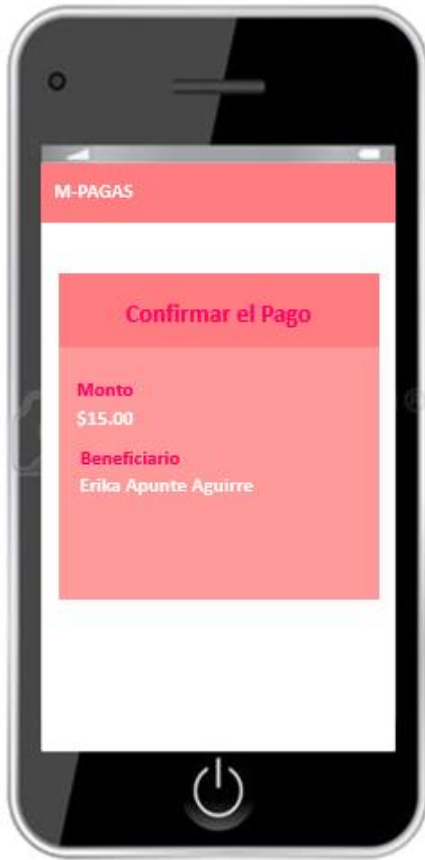 M-PAGAS
Confirmar el Pago
Monto
$15.00
Beneficiario
Erika Apunte Aguirre